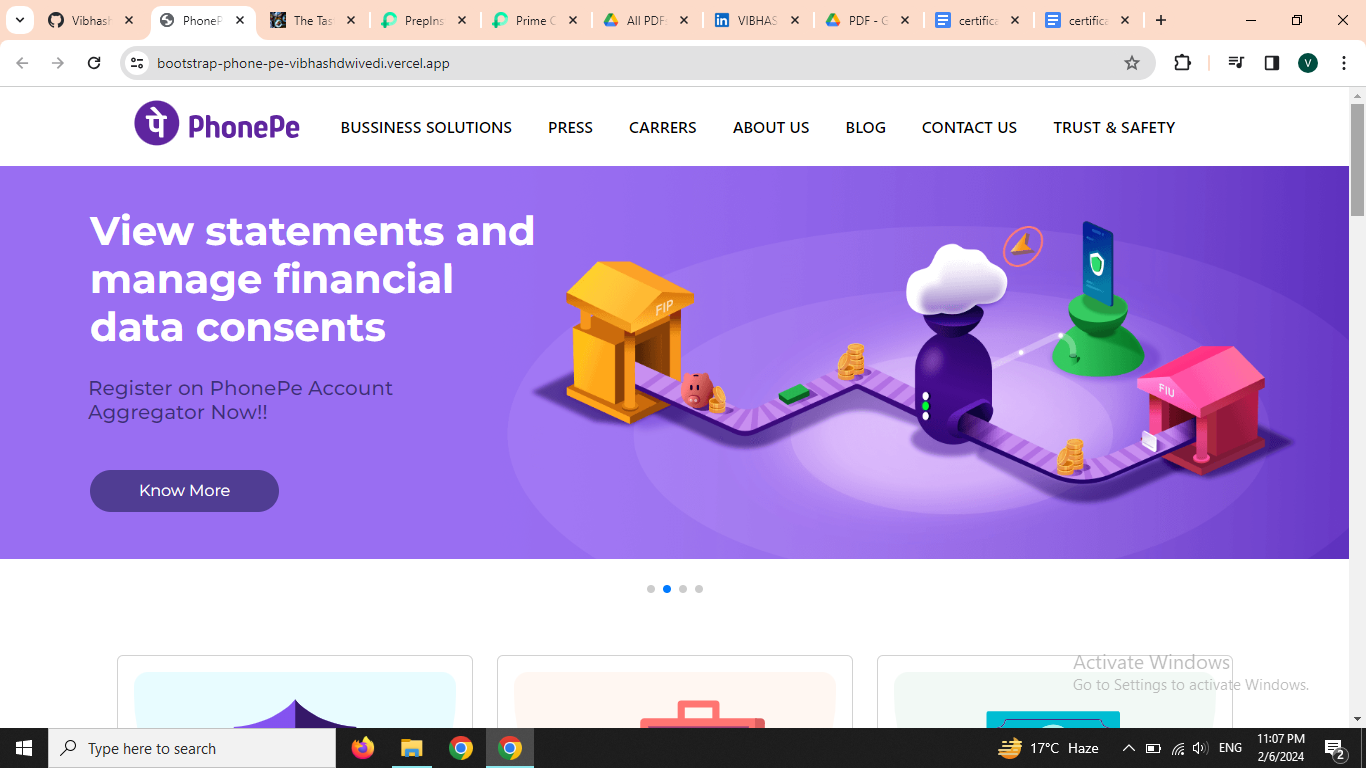 Vibhash
PhoneP
The Tas
PrepIns
Prime C
All PDF
VIBHAS
PDF - G
certifica
certifica
bootstrap-phone-pe-vibhashdwivedi.vercel.app
V
पे PhonePe
BUSSINESS SOLUTIONS
PRESS
CARRERS
ABOUT US
BLOG
CONTACT US
TRUST & SAFETY
View statements and
manage financial
data consents
Register on PhonePe Account
Aggregator Now!!
Know More
FIP
FIU
Activate Windows
Go to Settings to activate Windows.
Type here to search
17°C Haze
ENG
11:07 PM
2/6/2024
2